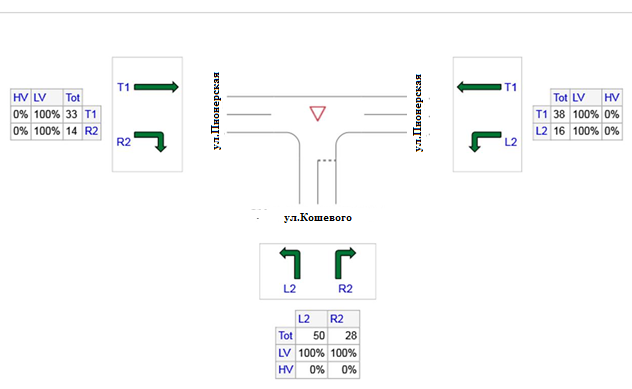 T1
R2
HV LV Tot
0% 100% 33 T1
0% 100% 14 R2
ул.Пионерская
ул.Пионерская
T1
L2
Tot LV HV
T1 38 100% 0%
L2 16 100% 0%
ул.Кошевого
L2 R2
L2 R2
Tot 50 28
LV 100% 100%
HV 0% 0%